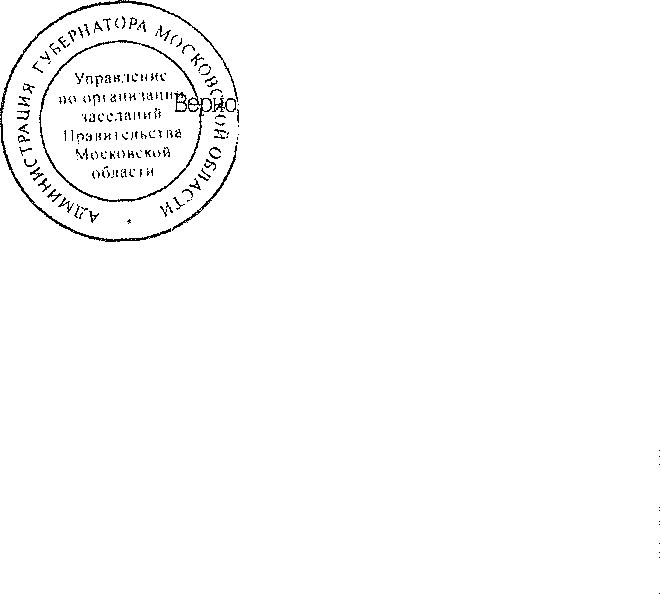 АДМИНИСТРАЦИЯ ГУБЕРНАТОРА МОСКОВСКОЙ ОБЛАСТИ
*
Управление
по организации
заседаний
Правительства
Московской
области
Верно